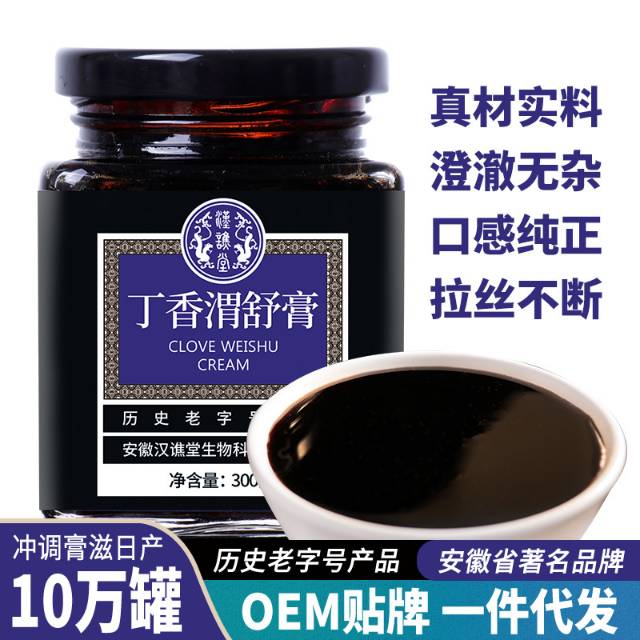 真材实料
澄澈无杂
口感纯正
拉丝不断
漢譙堂
丁香渭舒膏
CLOVE WEISHU
CREAM
历史老字号
安徽汉谯堂生物科
净含量：300
冲调膏滋日产
10万罐
历史老字号产品
安徽省著名品牌
OEM贴牌 一件代发